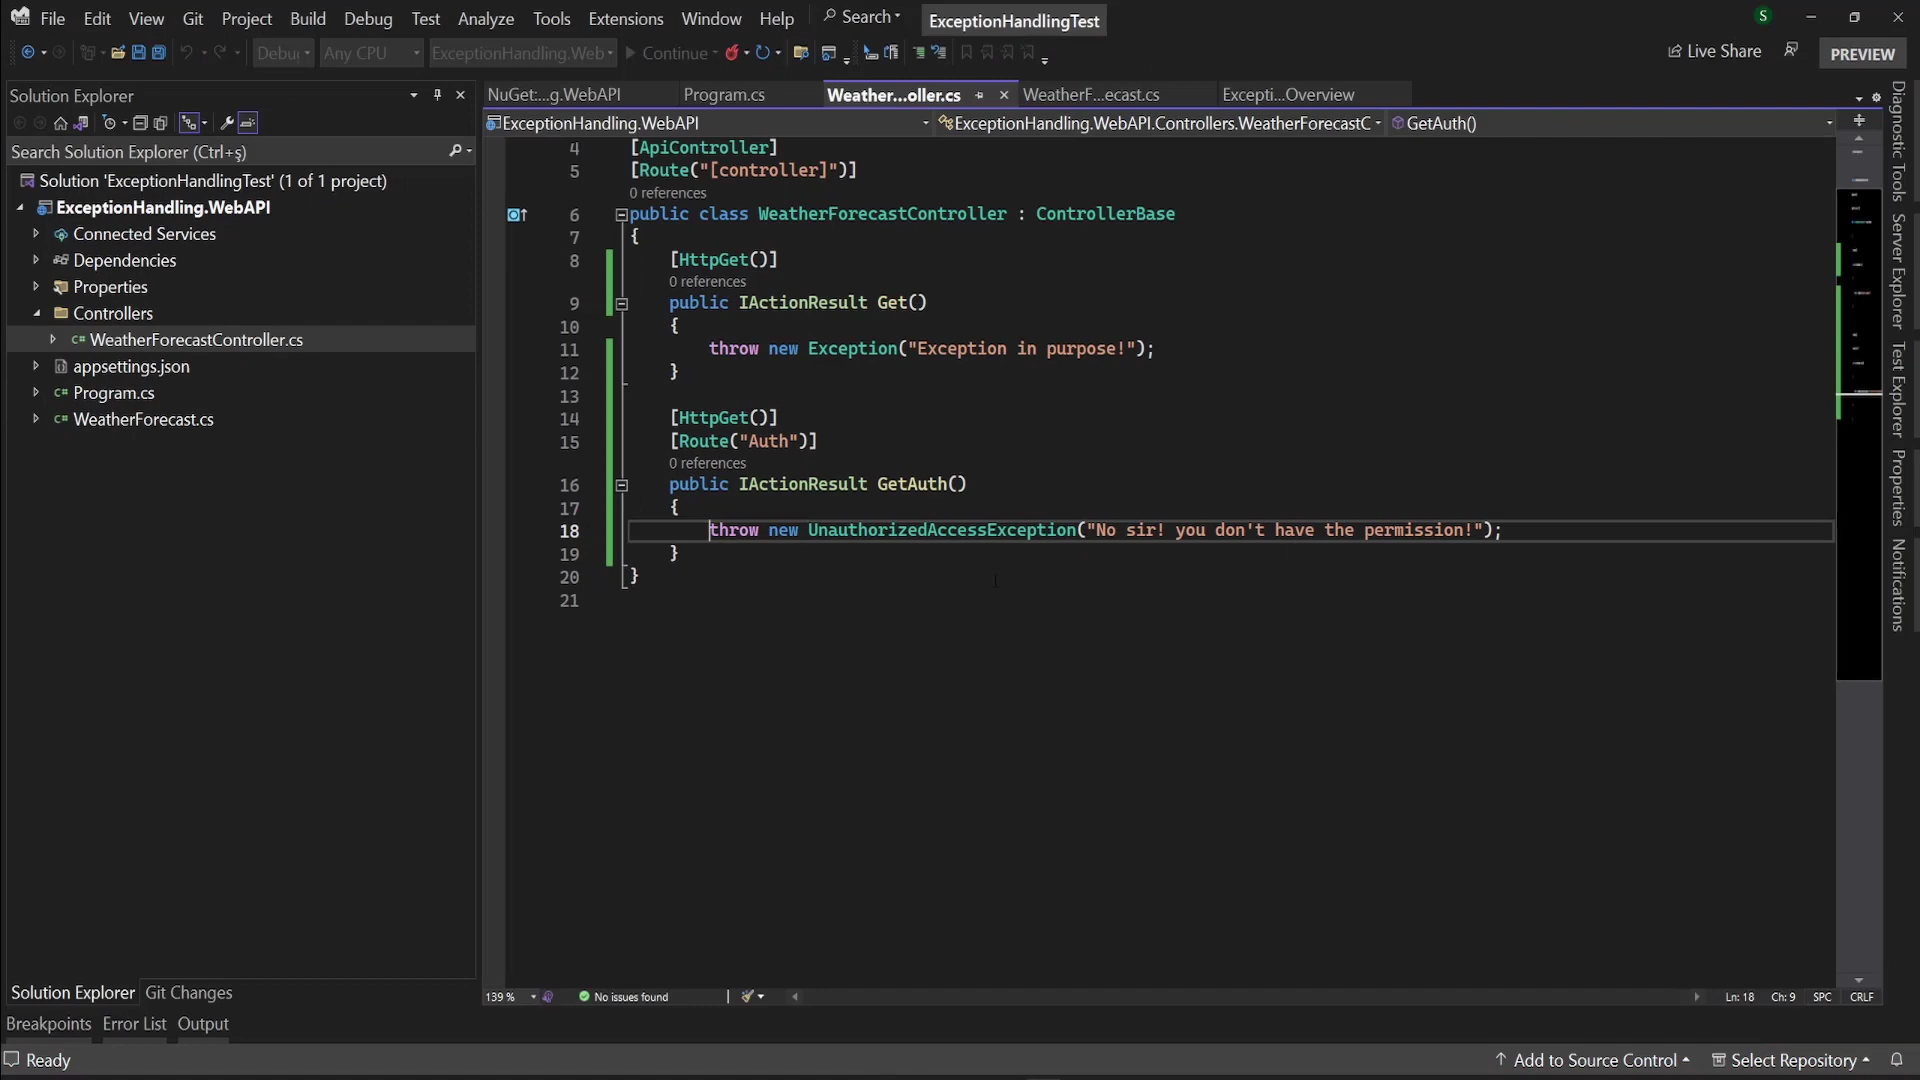 File Edit View Git Project Build Debug Test Analyze Tools Extensions Window Help Search ExceptionHandlingTest S
Debug Any CPU ExceptionHandling.Web Continue Live Share PREVIEW
Solution Explorer
Search Solution Explorer (Ctrl+ş)
Solution 'ExceptionHandlingTest' (1 of 1 project)
ExceptionHandling.WebAPI
Connected Services
Dependencies
Properties
Controllers
C# WeatherForecastController.cs
appsettings.json
C# Program.cs
C# WeatherForecast.cs
Solution Explorer Git Changes
NuGet:...g.WebAPI Program.cs Weather...oller.cs WeatherF...ecast.cs Excepti...Overview
ExceptionHandling.WebAPI ExceptionHandling.WebAPI.Controllers.WeatherForecastC GetAuth()
4 [ApiController]
5 [Route("[controller]")]
0 references
6 public class WeatherForecastController : ControllerBase
7 {
8 [HttpGet()]
0 references
9 public IActionResult Get()
10 {
11 throw new Exception("Exception in purpose!");
12 }
13
14 [HttpGet()]
15 [Route("Auth")]
0 references
16 public IActionResult GetAuth()
17 {
18 throw new UnauthorizedAccessException("No sir! you don't have the permission!");
19 }
20 }
21
139 % No issues found Ln: 18 Ch: 9 SPC CRLF
Diagnostic Tools
Server Explorer
Test Explorer
Properties
Notifications
Breakpoints Error List Output
Ready Add to Source Control Select Repository